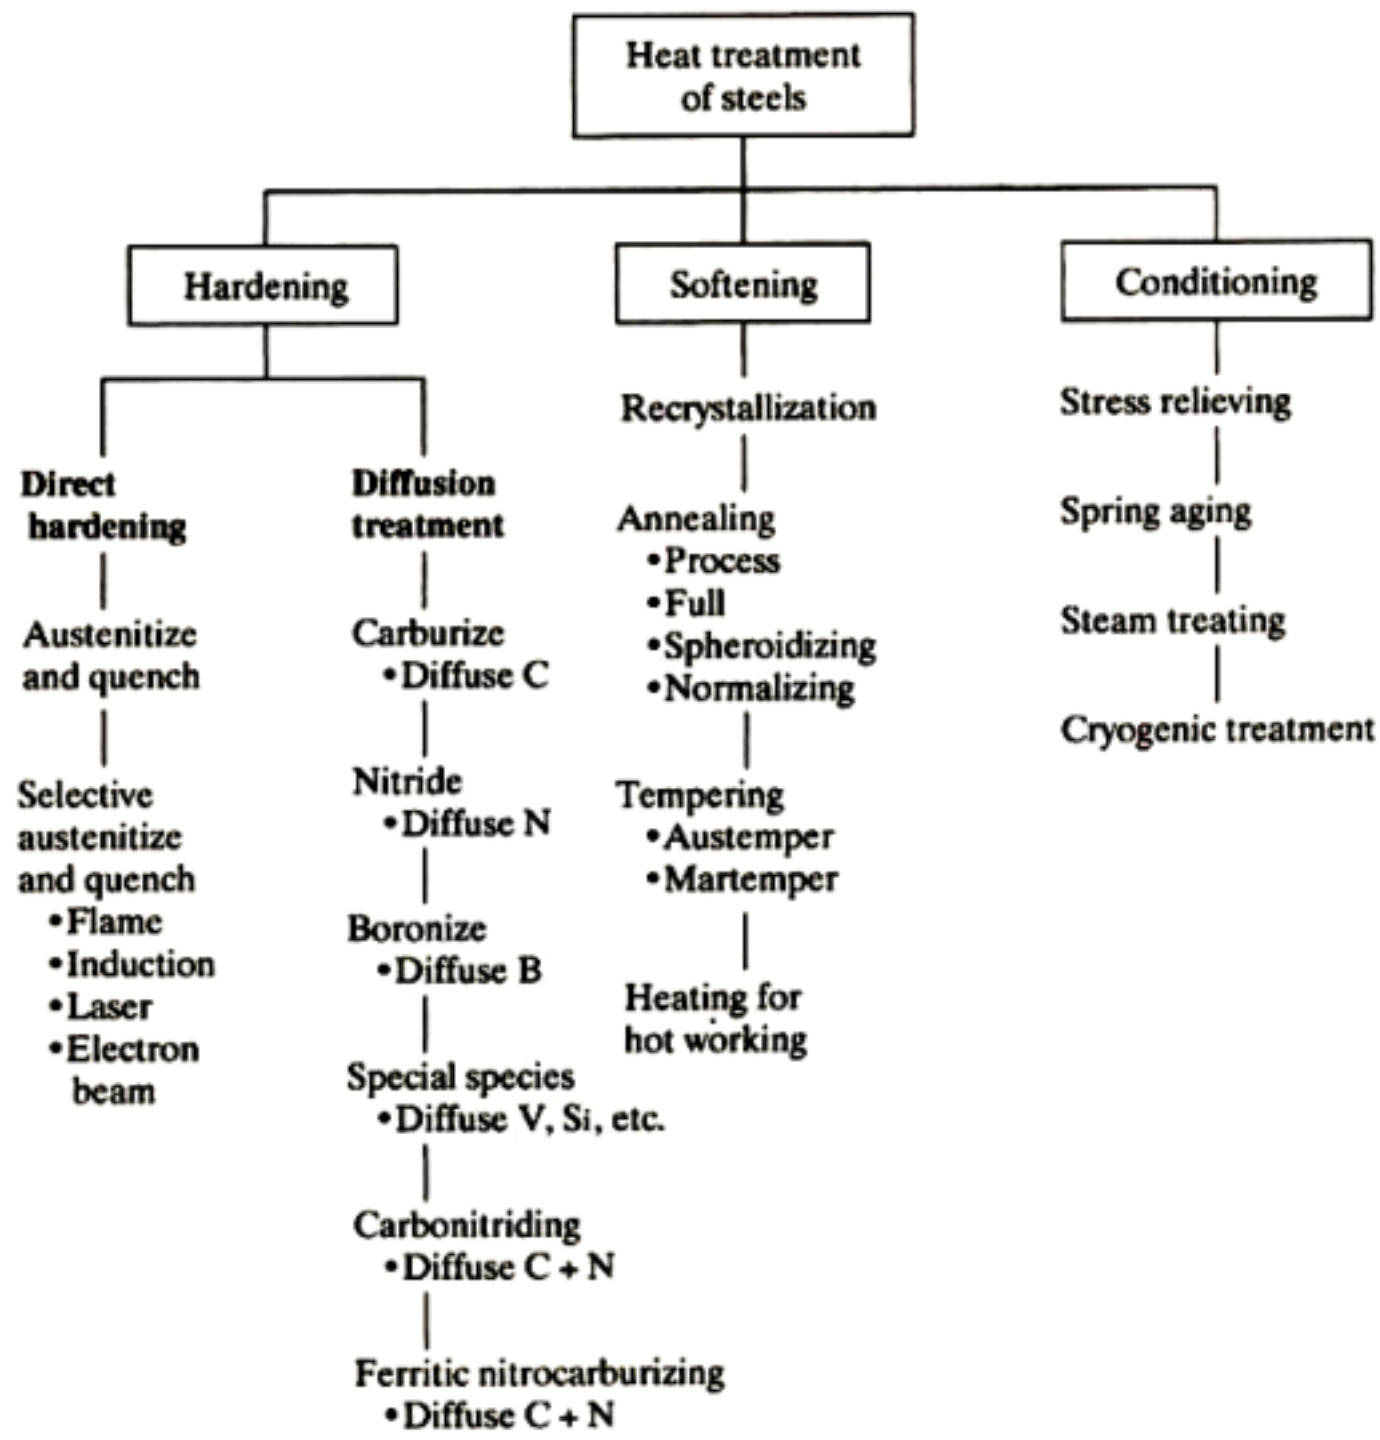 Heat treatment
of steels
Hardening
Softening
Conditioning
Direct
hardening
Austenitize
and quench
Selective
austenitize
and quench
•Flame
•Induction
•Laser
•Electron
beam
Diffusion
treatment
Carburize
•Diffuse C
Nitride
•Diffuse N
Boronize
•Diffuse B
Special species
•Diffuse V, Si, etc.
Carbonitriding
•Diffuse C + N
Ferritic nitrocarburizing
•Diffuse C + N
Recrystallization
Annealing
•Process
•Full
•Spheroidizing
•Normalizing
Tempering
•Austemper
•Martemper
Heating for
hot working
Stress relieving
Spring aging
Steam treating
Cryogenic treatment